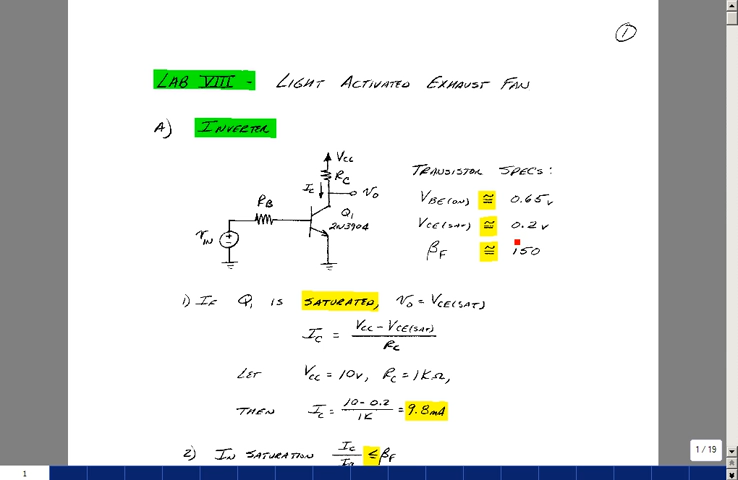 1
LAB VIII - LIGHT ACTIVATED EXHAUST FAN
A) INVERTER
VCC
RC
IC
VO
RB
Q1
2N3904
VIN
+
-
TRANSISTOR SPECS:
VBE(ON) ≅ 0.65V
VCE(SAT) ≅ 0.2V
βF ≅ 150
1) IF Q1 IS SATURATED, VO = VCE(SAT)
IC = VCC - VCE(SAT) / RC
LET VCC = 10V, RC = 1KΩ,
THEN IC = 10 - 0.2 / 1K = 9.8mA
2) IN SATURATION IC / IB ≤ βF
1 / 19
1